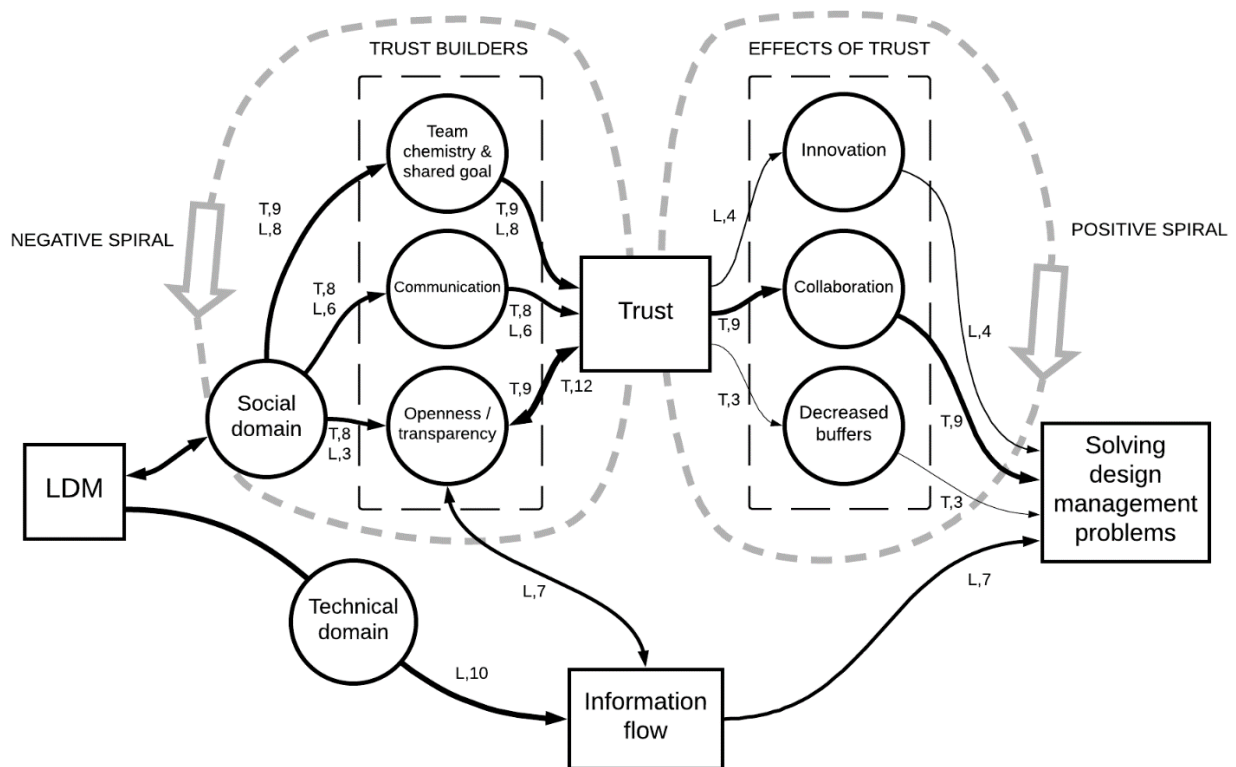 TRUST BUILDERS
EFFECTS OF TRUST
Team
chemistry &
shared goal
Innovation
T,9
L,8
T,9
L,8
L,4
NEGATIVE SPIRAL
POSITIVE SPIRAL
Communication
Trust
Collaboration
T,8
L,6
T,8
L,6
T,9
L,4
Social
domain
T,8
L,3
Openness /
transparency
T,9
T,12
T,3
Decreased
buffers
T,9
T,3
Solving
design
management
problems
LDM
L,7
L,7
Technical
domain
L,10
Information
flow